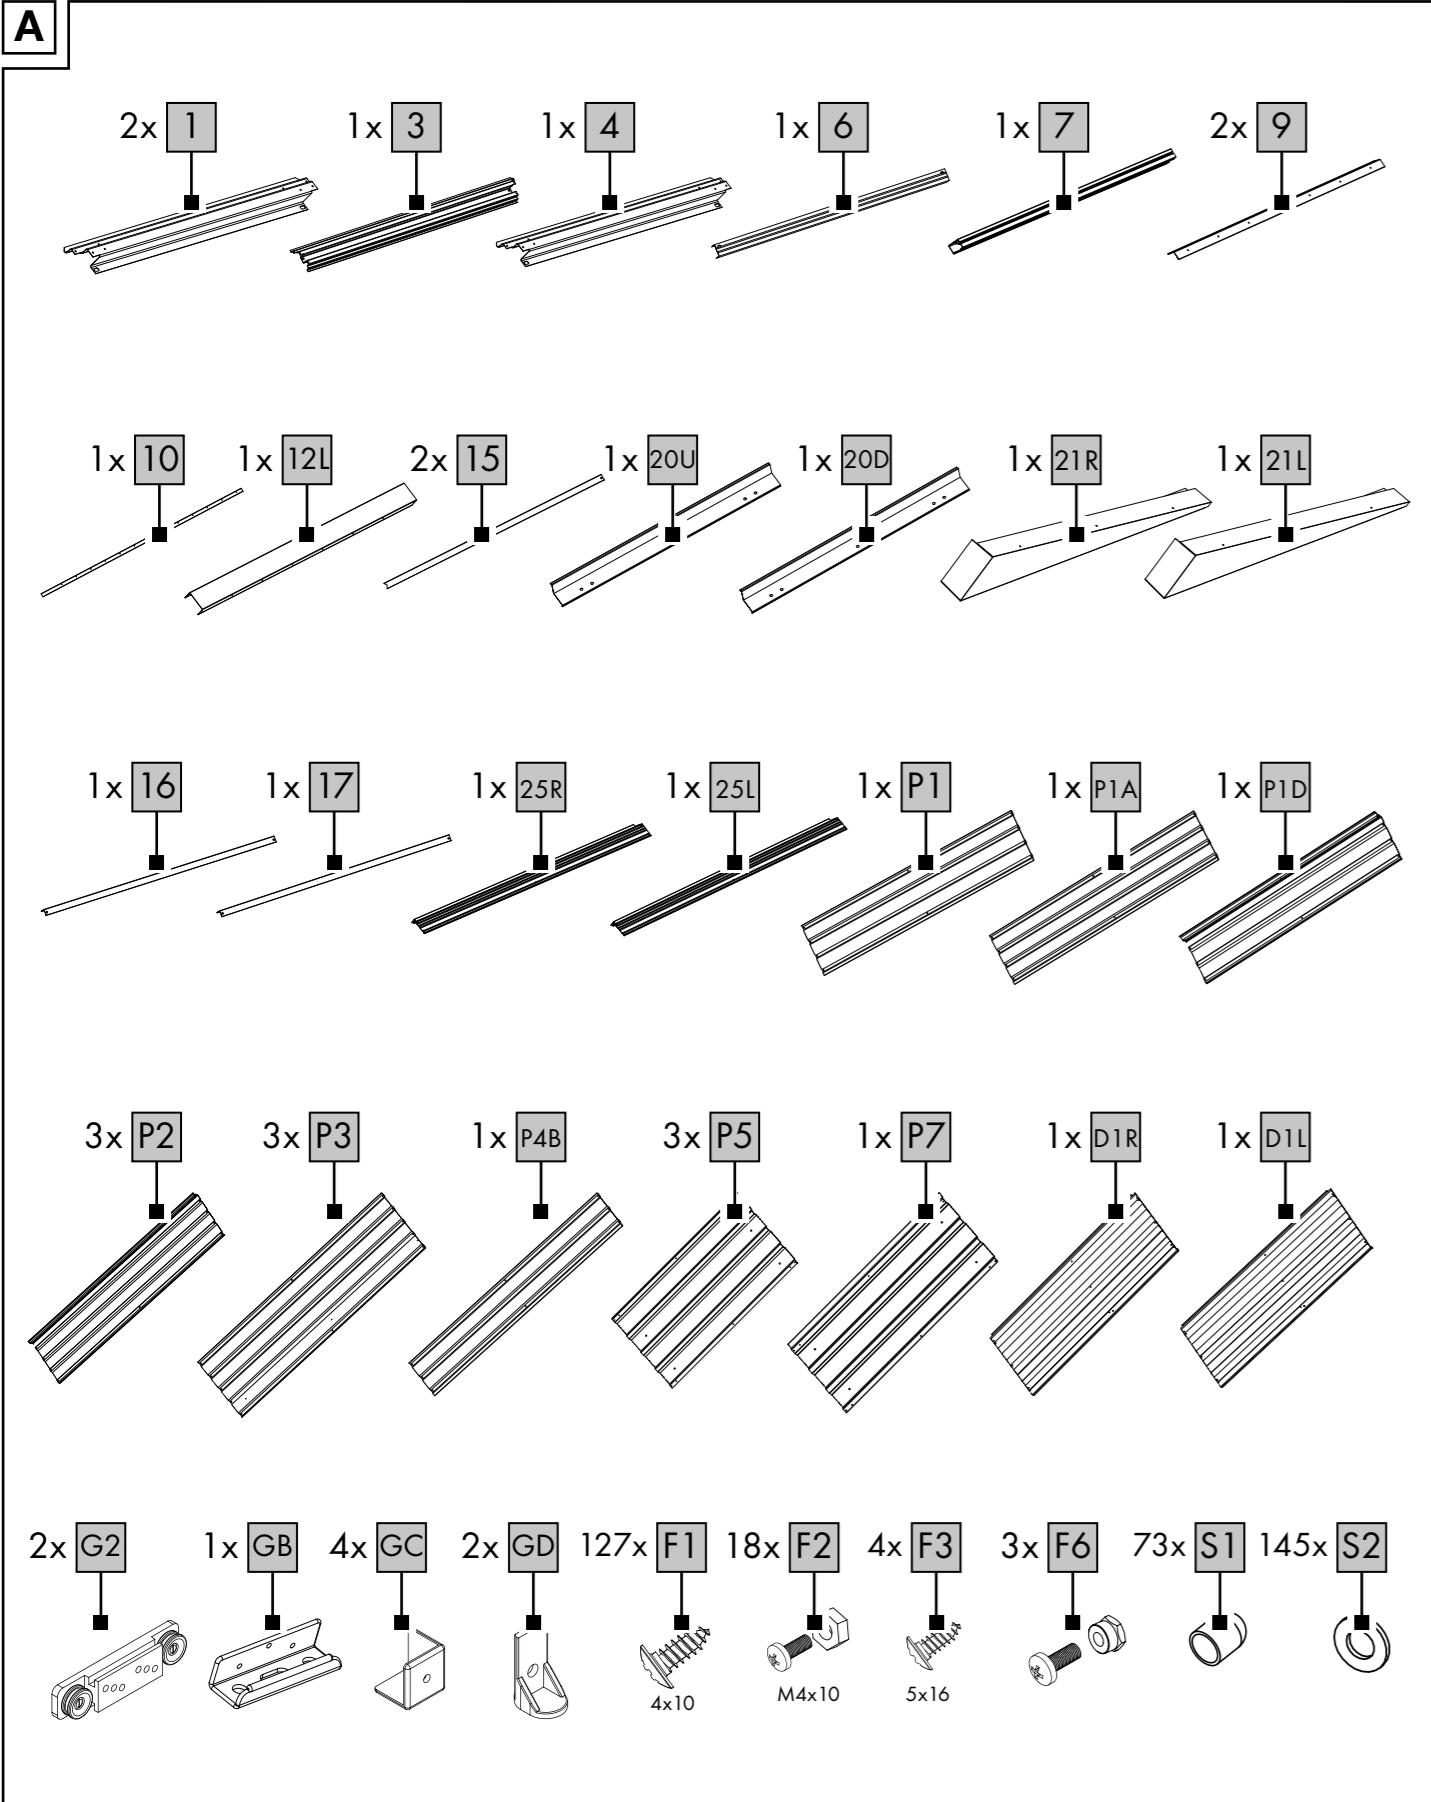 A
2x 1 1x 3 1x 4 1x 6 1x 7 2x 9
1x 10 1x 12L 2x 15 1x 20U 1x 20D 1x 21R 1x 21L
1x 16 1x 17 1x 25R 1x 25L 1x P1 1x P1A 1x P1D
3x P2 3x P3 1x P4B 3x P5 1x P7 1x D1R 1x D1L
2x G2 1x GB 4x GC 2x GD 127x F1 18x F2 4x F3 3x F6 73x S1 145x S2
4x10 M4x10 5x16